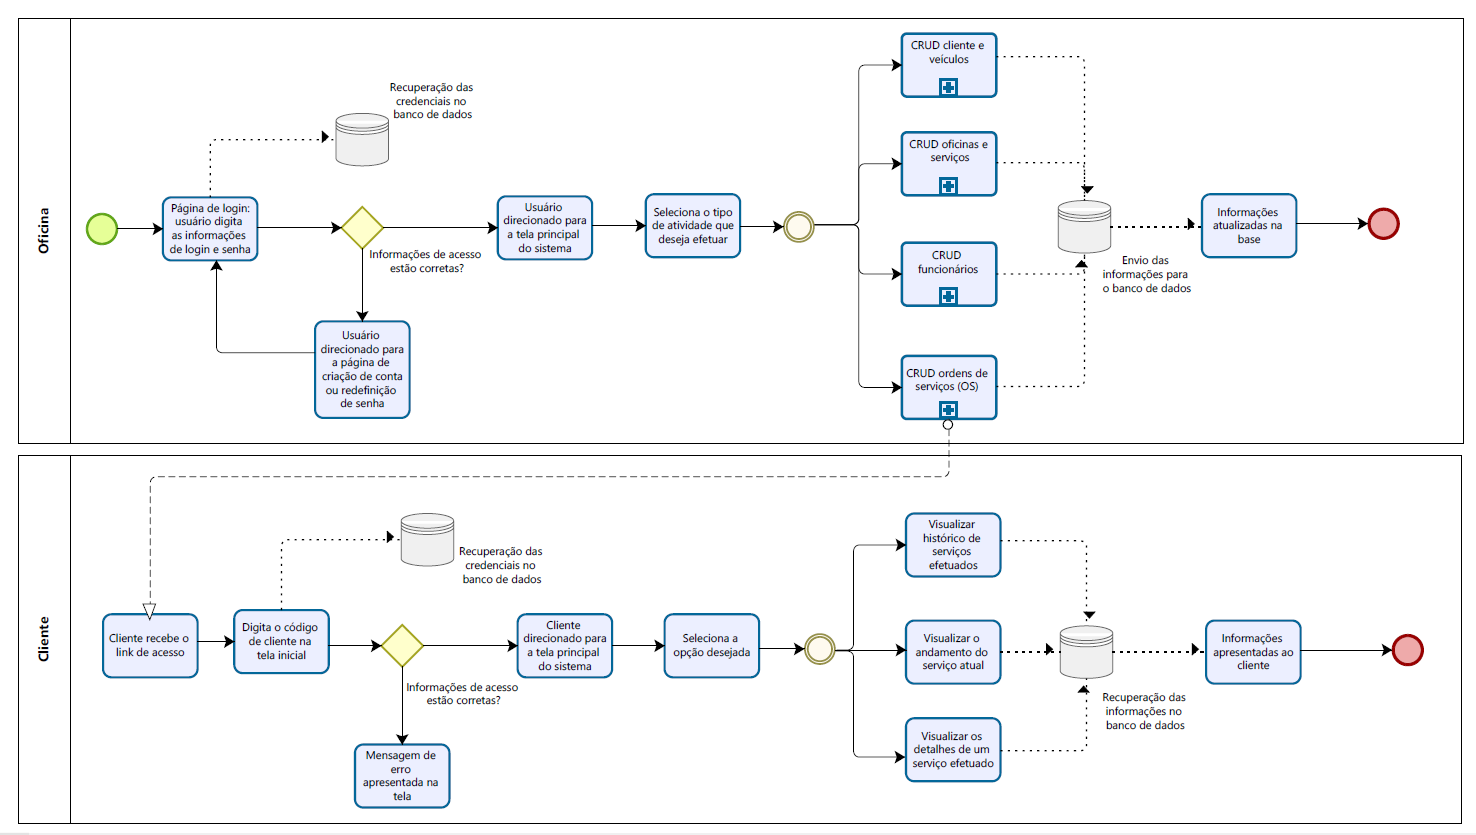 Oficina
Recuperação das
credenciais no
banco de dados
Página de login:
usuário digita
as informações
de login e senha
Informações de acesso
estão corretas?
Usuário
direcionado para
a página de
criação de conta
ou redefinição
de senha
Usuário
direcionado para
a tela principal
do sistema
Seleciona o tipo
de atividade que
deseja efetuar
CRUD cliente e
veículos
CRUD oficinas e
serviços
CRUD
funcionários
CRUD ordens de
serviços (OS)
Envio das
informações para
o banco de dados
Informações
atualizadas na
base
Cliente
Cliente recebe o
link de acesso
Digita o código
de cliente na
tela inicial
Recuperação das
credenciais no
banco de dados
Informações de acesso
estão corretas?
Mensagem de
erro
apresentada na
tela
Cliente
direcionado para
a tela principal
do sistema
Seleciona a
opção desejada
Visualizar
histórico de
serviços
efetuados
Visualizar o
andamento do
serviço atual
Visualizar os
detalhes de um
serviço efetuado
Recuperação das
informações no
banco de dados
Informações
apresentadas ao
cliente